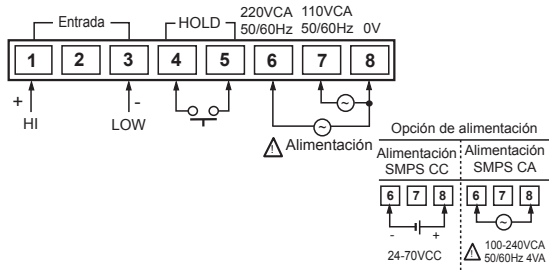 Entrada
HOLD
220VCA 110VCA
50/60Hz 50/60Hz 0V
1 2 3 4 5 6 7 8
+ -
HI LOW
Alimentación
Opción de alimentación
Alimentación Alimentación
SMPS CC SMPS CA
6 7 8 6 7 8
- +
24-70VCC
100-240VCA
50/60Hz 4VA